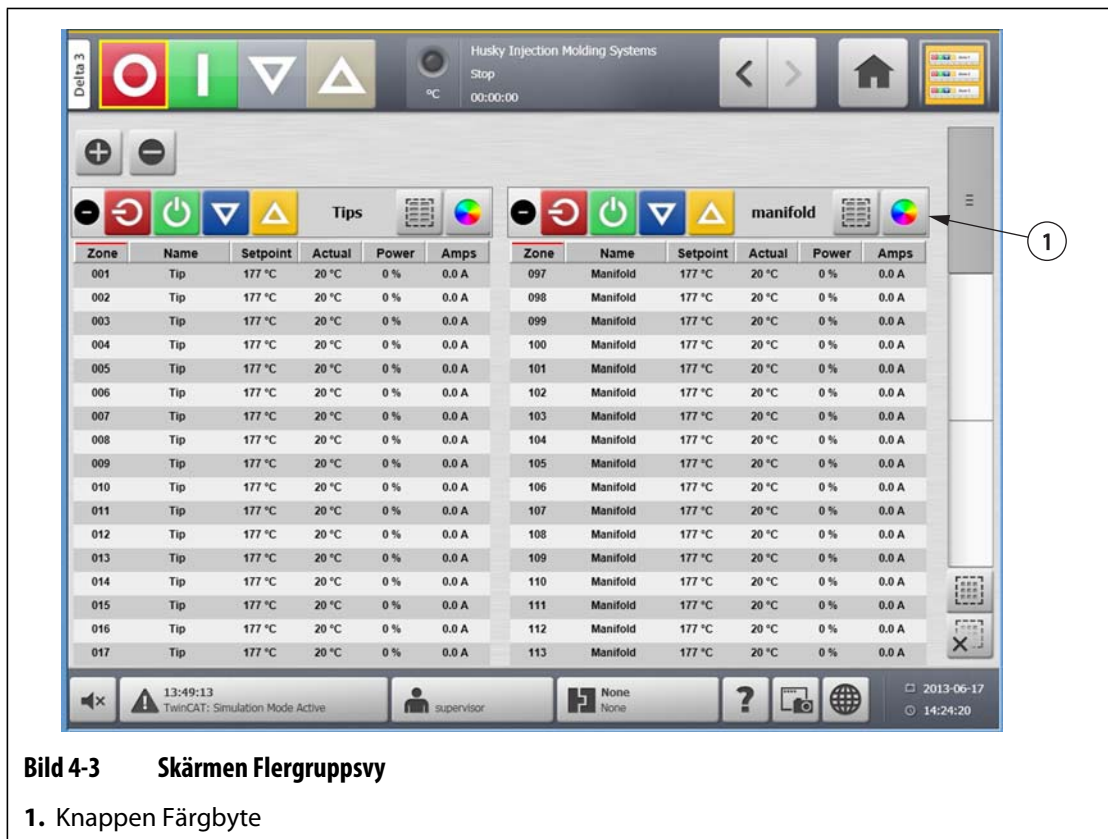 Delta 3
Husky Injection Molding Systems
Stop
°C
00:00:00
Tips
manifold
1
Zone Name Setpoint Actual Power Amps Zone Name Setpoint Actual Power Amps
001 Tip 177 °C 20 °C 0 % 0.0 A 097 Manifold 177 °C 20 °C 0 % 0.0 A
002 Tip 177 °C 20 °C 0 % 0.0 A 098 Manifold 177 °C 20 °C 0 % 0.0 A
003 Tip 177 °C 20 °C 0 % 0.0 A 099 Manifold 177 °C 20 °C 0 % 0.0 A
004 Tip 177 °C 20 °C 0 % 0.0 A 100 Manifold 177 °C 20 °C 0 % 0.0 A
005 Tip 177 °C 20 °C 0 % 0.0 A 101 Manifold 177 °C 20 °C 0 % 0.0 A
006 Tip 177 °C 20 °C 0 % 0.0 A 102 Manifold 177 °C 20 °C 0 % 0.0 A
007 Tip 177 °C 20 °C 0 % 0.0 A 103 Manifold 177 °C 20 °C 0 % 0.0 A
008 Tip 177 °C 20 °C 0 % 0.0 A 104 Manifold 177 °C 20 °C 0 % 0.0 A
009 Tip 177 °C 20 °C 0 % 0.0 A 105 Manifold 177 °C 20 °C 0 % 0.0 A
010 Tip 177 °C 20 °C 0 % 0.0 A 106 Manifold 177 °C 20 °C 0 % 0.0 A
011 Tip 177 °C 20 °C 0 % 0.0 A 107 Manifold 177 °C 20 °C 0 % 0.0 A
012 Tip 177 °C 20 °C 0 % 0.0 A 108 Manifold 177 °C 20 °C 0 % 0.0 A
013 Tip 177 °C 20 °C 0 % 0.0 A 109 Manifold 177 °C 20 °C 0 % 0.0 A
014 Tip 177 °C 20 °C 0 % 0.0 A 110 Manifold 177 °C 20 °C 0 % 0.0 A
015 Tip 177 °C 20 °C 0 % 0.0 A 111 Manifold 177 °C 20 °C 0 % 0.0 A
016 Tip 177 °C 20 °C 0 % 0.0 A 112 Manifold 177 °C 20 °C 0 % 0.0 A
017 Tip 177 °C 20 °C 0 % 0.0 A 113 Manifold 177 °C 20 °C 0 % 0.0 A
13:49:13
TwinCAT: Simulation Mode Active
supervisor
None
None
?
2013-06-17
14:24:20
Bild 4-3 Skärmen Flergruppsvy
1. Knappen Färgbyte